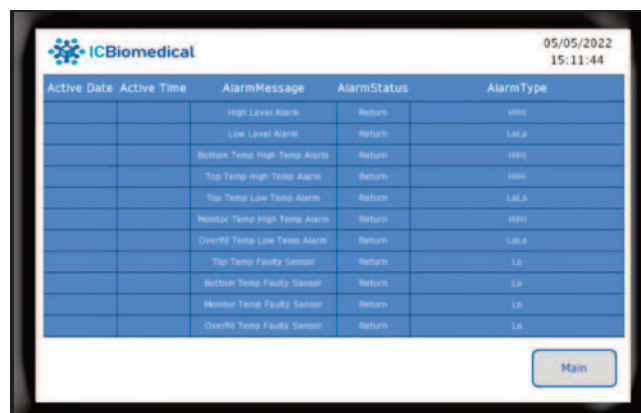 ICBiomedical
05/05/2022
15:11:44
Active Date Active Time AlarmMessage AlarmStatus AlarmType
High Level Alarm Return HiHi
Low Level Alarm Return LoLo
Bottom Temp High Temp Alarm Return HiHi
Top Temp High Temp Alarm Return HiHi
Top Temp Low Temp Alarm Return LoLo
Monitor Temp High Temp Alarm Return HiHi
Overfill Temp Low Temp Alarm Return LoLo
Top Temp Faulty Sensor Return Lo
Bottom Temp Faulty Sensor Return Lo
Monitor Temp Faulty Sensor Return Lo
Overfill Temp Faulty Sensor Return Lo
Main